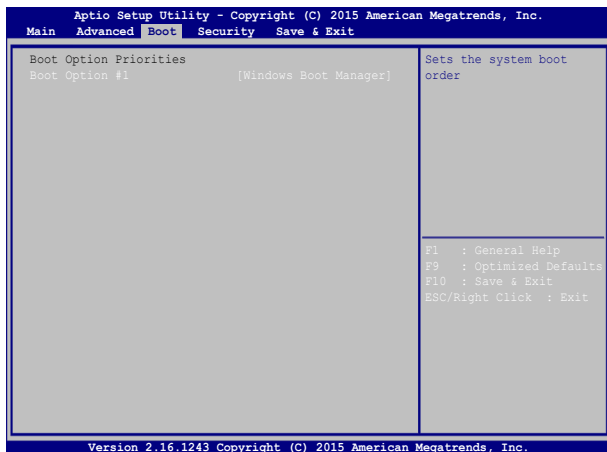 Aptio Setup Utility - Copyright (C) 2015 American Megatrends, Inc.
Main Advanced Boot Security Save & Exit
Boot Option Priorities
Boot Option #1 [Windows Boot Manager]
Sets the system boot
order
F1 : General Help
F9 : Optimized Defaults
F10 : Save & Exit
ESC/Right Click : Exit
Version 2.16.1243 Copyright (C) 2015 American Megatrends, Inc.